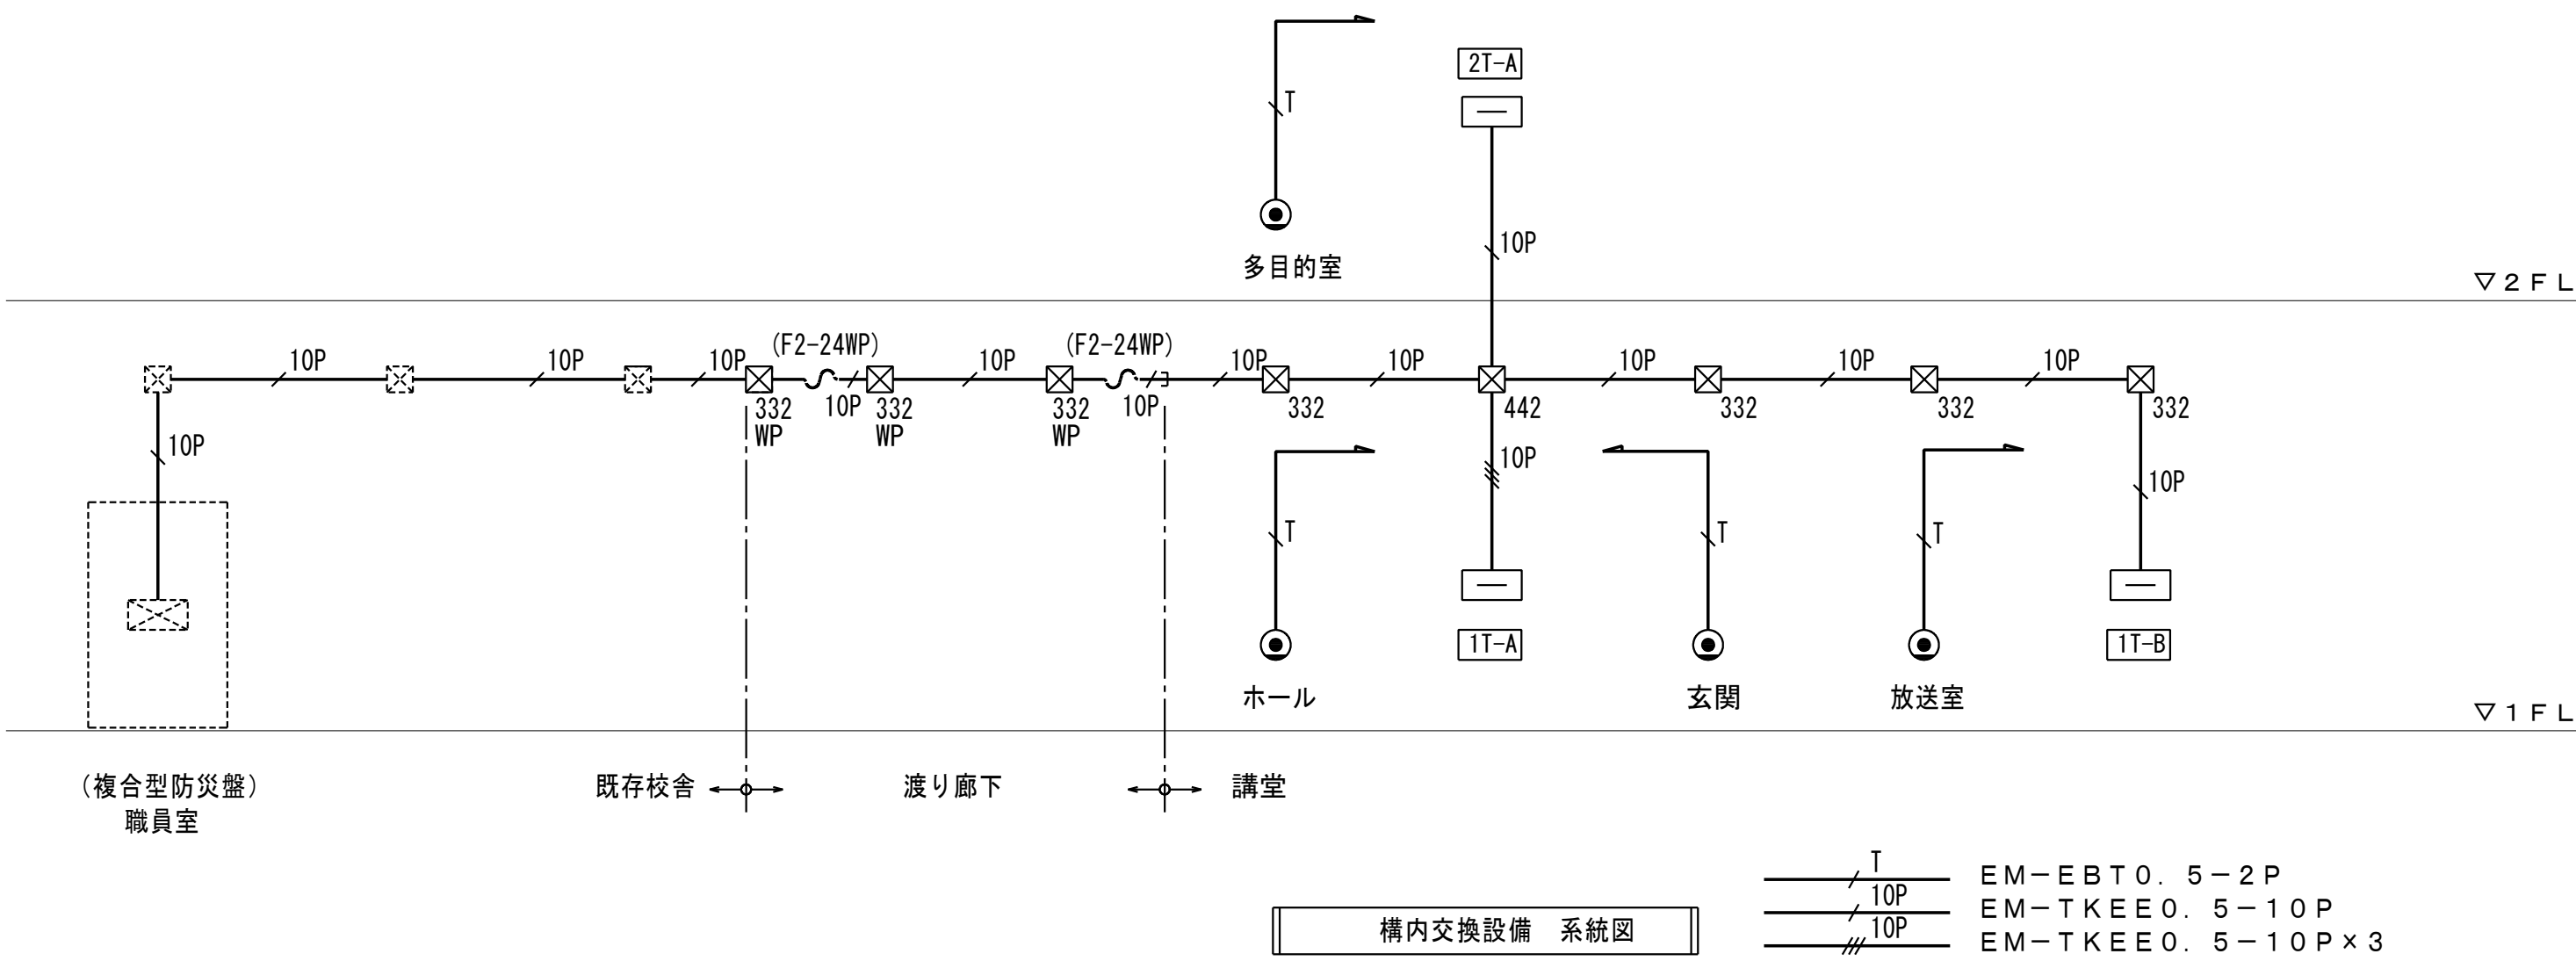 2T-A
T
10P
多目的室
▽2FL
(F2-24WP)
(F2-24WP)
10P
10P
10P
10P
10P
10P
10P
10P
10P
332
WP
10P
332
WP
332
WP
10P
332
442
332
332
332
10P
10P
10P
T
T
T
1T-A
1T-B
ホール
玄関
放送室
▽1FL
(複合型防災盤)
職員室
既存校舎
渡り廊下
講堂
構内交換設備 系統図
T
EM-EBT0.5-2P
10P
EM-TKEE0.5-10P
10P
EM-TKEE0.5-10P×3